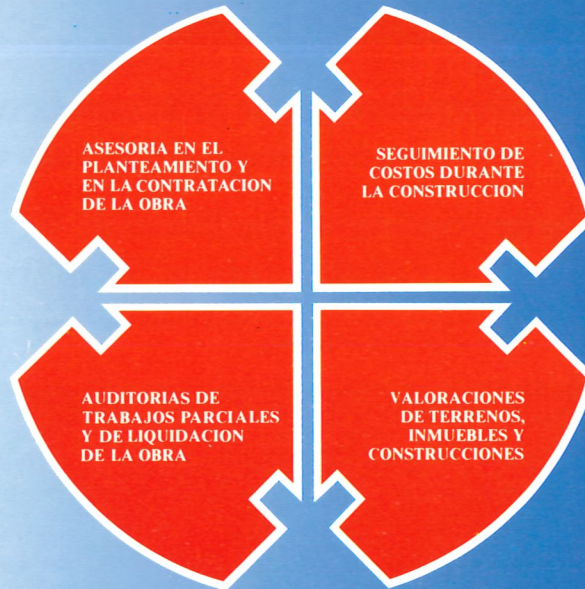 ASESORIA EN EL
PLANTEAMIENTO Y
EN LA CONTRATACION
DE LA OBRA
SEGUIMIENTO DE
COSTOS DURANTE
LA CONSTRUCCION
AUDITORIAS DE
TRABAJOS PARCIALES
Y DE LIQUIDACION
DE LA OBRA
VALORACIONES
DE TERRENOS,
INMUEBLES Y
CONSTRUCCIONES